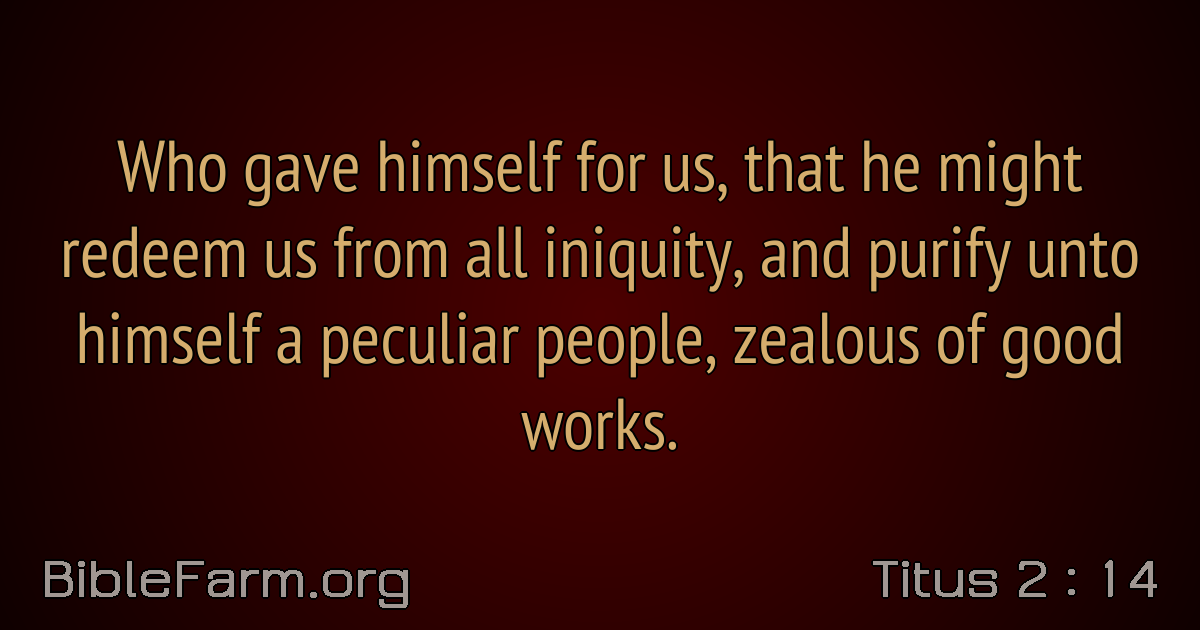 Who gave himself for us, that he might
redeem us from all iniquity, and purify unto
himself a peculiar people, zealous of good
works.
BibleFarm.org
Titus 2 : 14